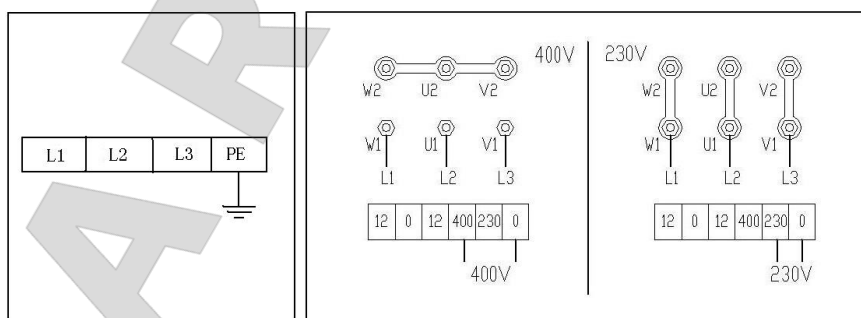 L1 L2 L3 PE
400V 230V
W2 U2 V2
W1 U1 V1
L1 L2 L3
12 0 12 400 230 0
400V
W2 U2 V2
W1 U1 V1
L1 L2 L3
12 0 12 400 230 0
230V